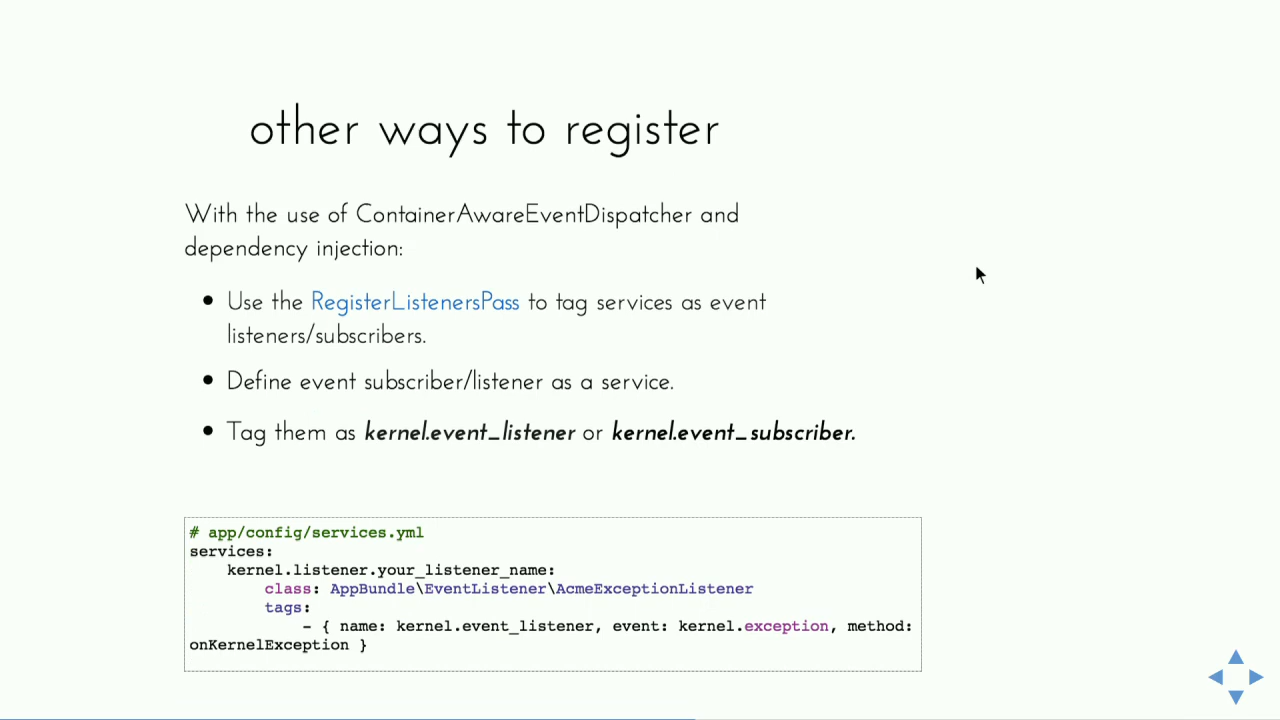 other ways to register
With the use of ContainerAwareEventDispatcher and
dependency injection:
• Use the RegisterListenersPass to tag services as event
listeners/subscribers.
• Define event subscriber/listener as a service.
• Tag them as kernel.event_listener or kernel.event_subscriber.
# app/config/services.yml
services:
    kernel.listener.your_listener_name:
        class: AppBundle\EventListener\AcmeExceptionListener
        tags:
            - { name: kernel.event_listener, event: kernel.exception, method:
onKernelException }